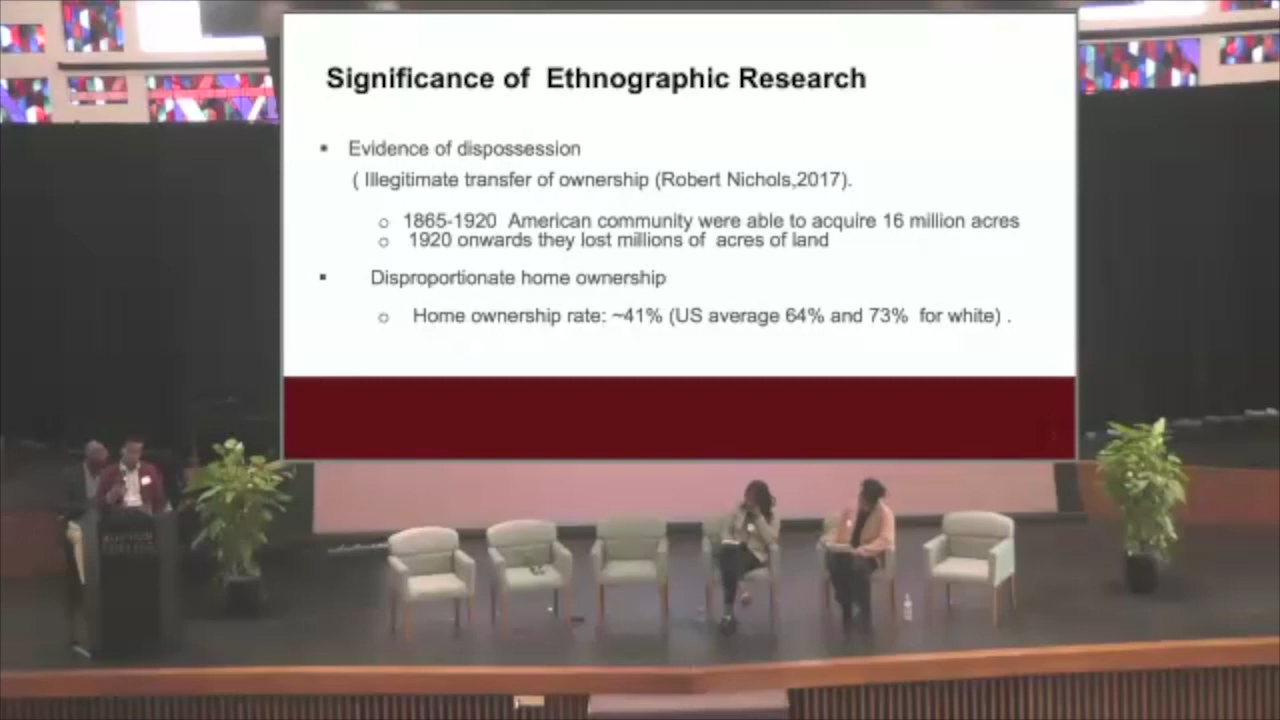 Significance of Ethnographic Research
▪ Evidence of dispossession
( Illegitimate transfer of ownership (Robert Nichols,2017).
o 1865-1920 American community were able to acquire 16 million acres
o 1920 onwards they lost millions of acres of land
▪ Disproportionate home ownership
o Home ownership rate: ~41% (US average 64% and 73% for white) .